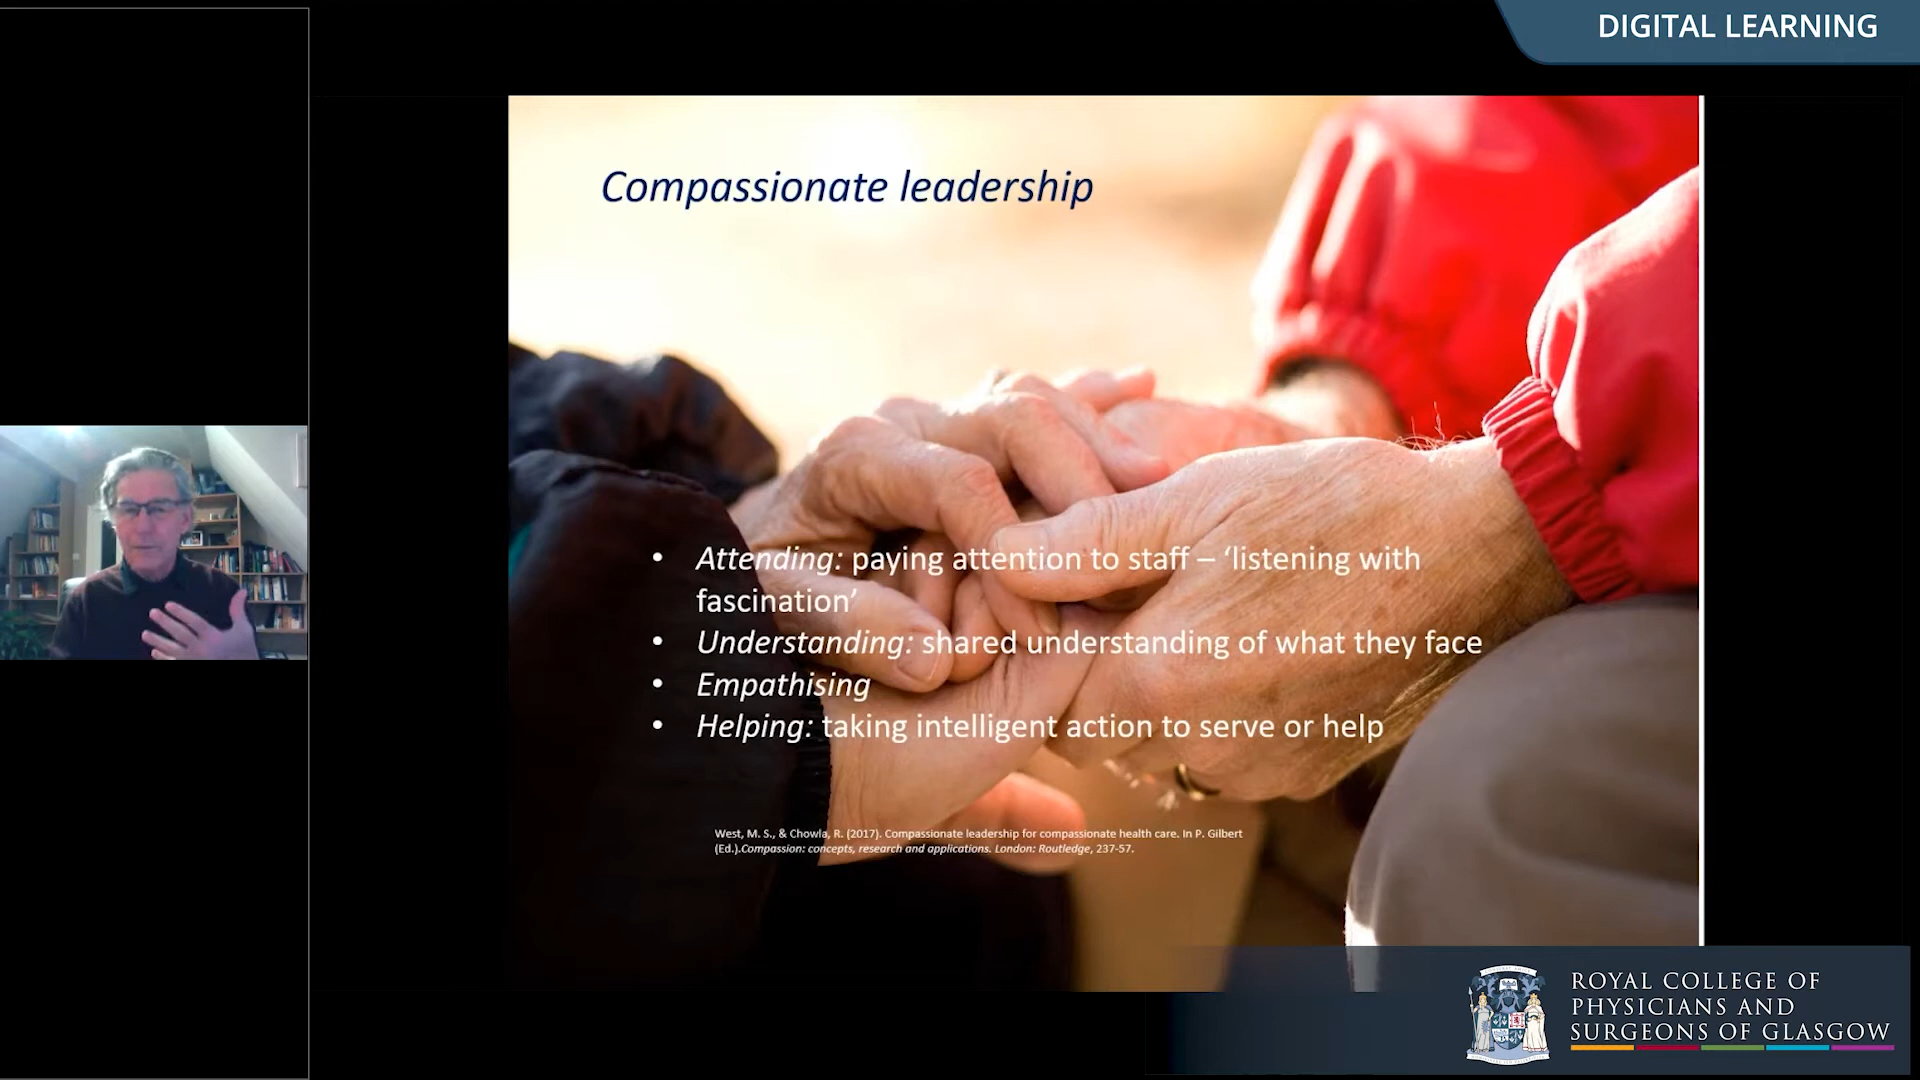 DIGITAL LEARNING
Compassionate leadership
• Attending: paying attention to staff – ‘listening with
fascination’
• Understanding: shared understanding of what they face
• Empathising
• Helping: taking intelligent action to serve or help
West, M. S., & Chowla, R. (2017). Compassionate leadership for compassionate health care. In P. Gilbert
(Ed.).Compassion: concepts, research and applications. London: Routledge, 237-57.
ROYAL COLLEGE OF
PHYSICIANS AND
SURGEONS OF GLASGOW